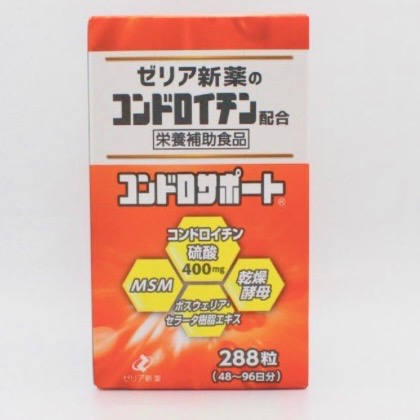 ゼリア新薬の
コンドロイチン配合
栄養補助食品
コンドロサポート®
コンドロイチン
硫酸
400mg
MSM
乾燥
酵母
ボスウェリア・
セラータ樹脂エキス
288粒
(48〜96日分)
ゼリア新薬